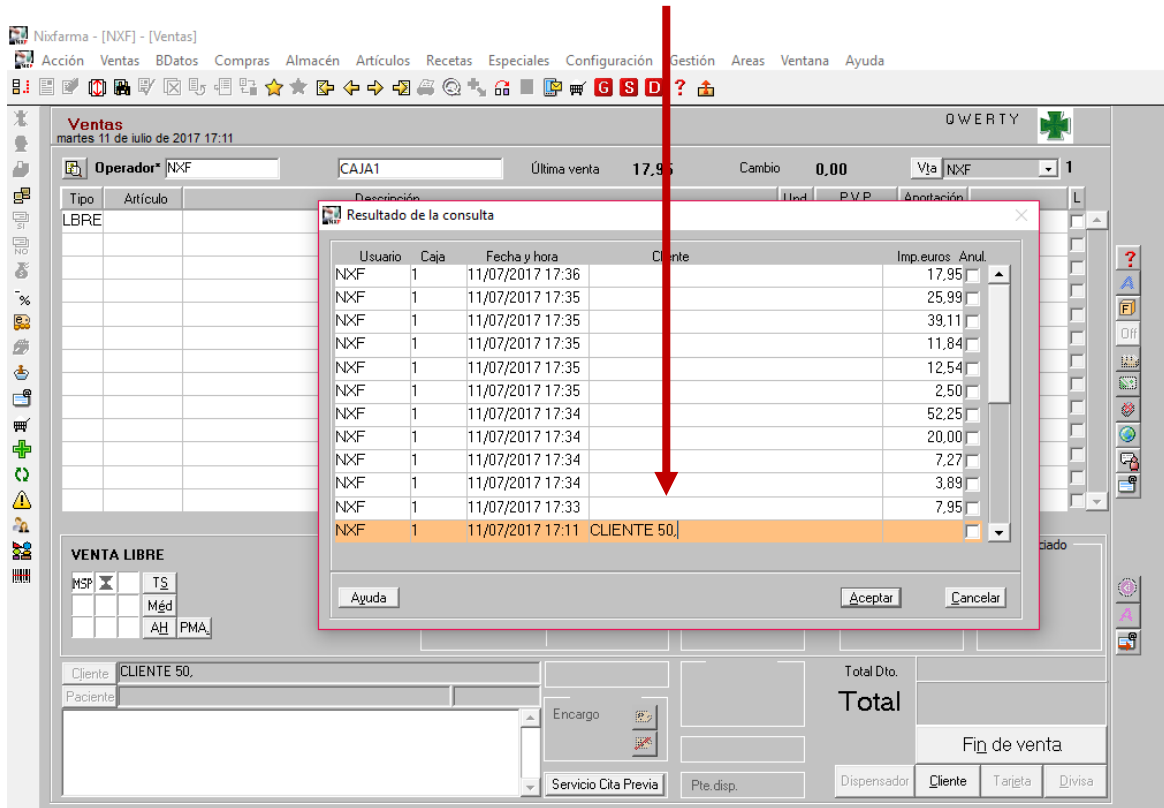 Nixfarma - [NXF] - [Ventas]
Acción Ventas BDatos Compras Almacén Artículos Recetas Especiales Configuración Gestión Areas Ventana Ayuda
G S D ?
Ventas
QWERTY
martes 11 de julio de 2017 17:11
Operador* NXF CAJA1 Última venta 17,95 Cambio 0,00 Vta NXF 1
Tipo Artículo Descripción Und. P.V.P. Aportación L
LBRE
Resultado de la consulta
Usuario Caja Fecha y hora Cliente Imp.euros Anul.
NXF 1 11/07/2017 17:36 17,95
NXF 1 11/07/2017 17:35 25,99
NXF 1 11/07/2017 17:35 39,11
NXF 1 11/07/2017 17:35 11,84
NXF 1 11/07/2017 17:35 12,54
NXF 1 11/07/2017 17:35 2,50
NXF 1 11/07/2017 17:34 52,25
NXF 1 11/07/2017 17:34 20,00
NXF 1 11/07/2017 17:34 7,27
NXF 1 11/07/2017 17:34 3,89
NXF 1 11/07/2017 17:33 7,95
NXF 1 11/07/2017 17:11 CLIENTE 50,
Ayuda Aceptar Cancelar
SI
NO
%
?
A
F
Off
VENTA LIBRE
ciado
MSP TS
Méd
AH PMA.
A
Cliente CLIENTE 50,
Paciente
Total Dto.
Total
Encargo
Fin de venta
Servicio Cita Previa
Pte.disp.
Dispensador Cliente Tarjeta Divisa